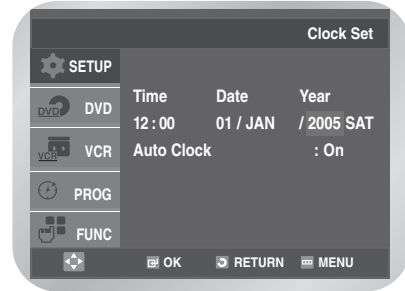 Clock Set
SETUP
DVD DVD
VCR VCR
PROG
FUNC
Time Date Year
12 : 00 01 / JAN / 2005 SAT
Auto Clock : On
OK RETURN MENU